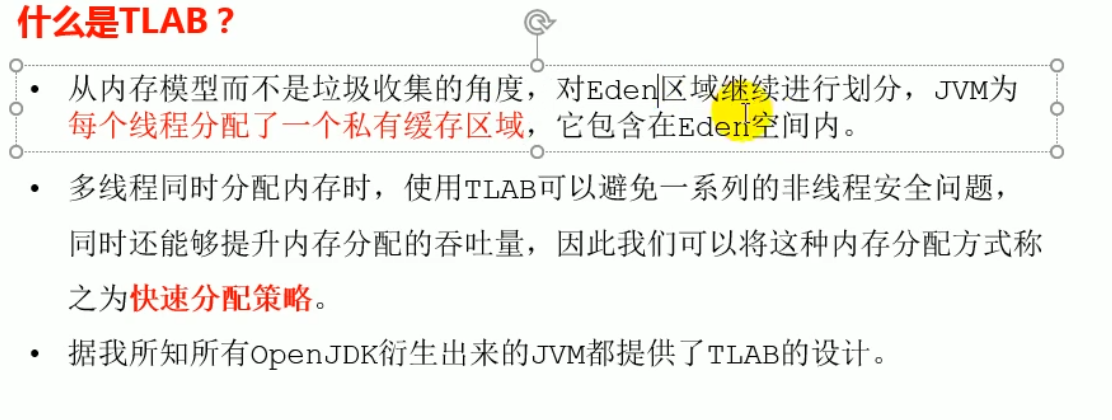 什么是TLAB？
• 从内存模型而不是垃圾收集的角度，对Eden区域继续进行划分，JVM为
每个线程分配了一个私有缓存区域，它包含在Eden空间内。
• 多线程同时分配内存时，使用TLAB可以避免一系列的非线程安全问题，
同时还能够提升内存分配的吞吐量，因此我们可以将这种内存分配方式称
之为快速分配策略。
• 据我所知所有OpenJDK衍生出来的JVM都提供了TLAB的设计。